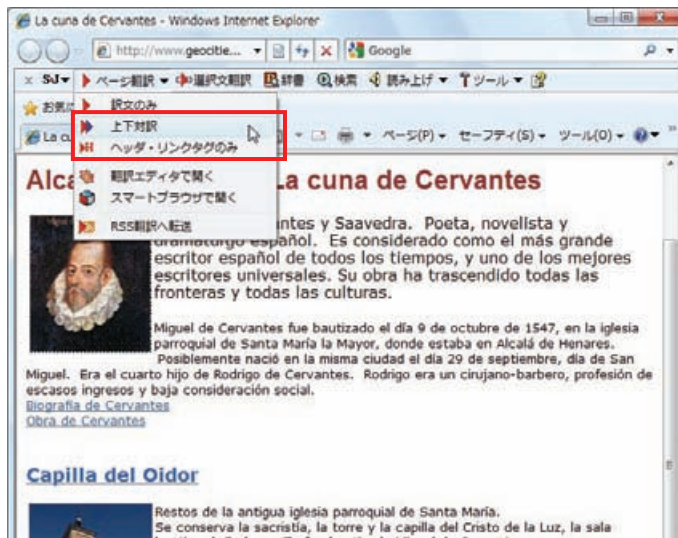 La cuna de Cervantes - Windows Internet Explorer
http://www.geocitie...
Google
× SJ ページ翻訳 選択文翻訳 辞書 検索 読み上げ ツール
お気に
訳文のみ
上下対訳
ヘッダ・リンクタグのみ
翻訳エディタで開く
スマートブラウザで開く
RSS翻訳へ転送
ページ(P) セーフティ(S) ツール(O) »
La cuna de Cervantes
ntes y Saavedra. Poeta, novelista y
dramaturgo español. Es considerado como el más grande
escritor español de todos los tiempos, y uno de los mejores
escritores universales. Su obra ha trascendido todas las
fronteras y todas las culturas.
Miguel de Cervantes fue bautizado el día 9 de octubre de 1547, en la iglesia
parroquial de Santa María la Mayor, donde estaba en Alcalá de Henares.
Posiblemente nació en la misma ciudad el día 29 de septiembre, día de San
Miguel. Era el cuarto hijo de Rodrigo de Cervantes. Rodrigo era un cirujano-barbero, profesión de
escasos ingresos y baja consideración social.
Biografía de Cervantes
Obra de Cervantes
Capilla del Oidor
Restos de la antigua iglesia parroquial de Santa María.
Se conserva la sacristía, la torre y la capilla del Cristo de la Luz, la sala